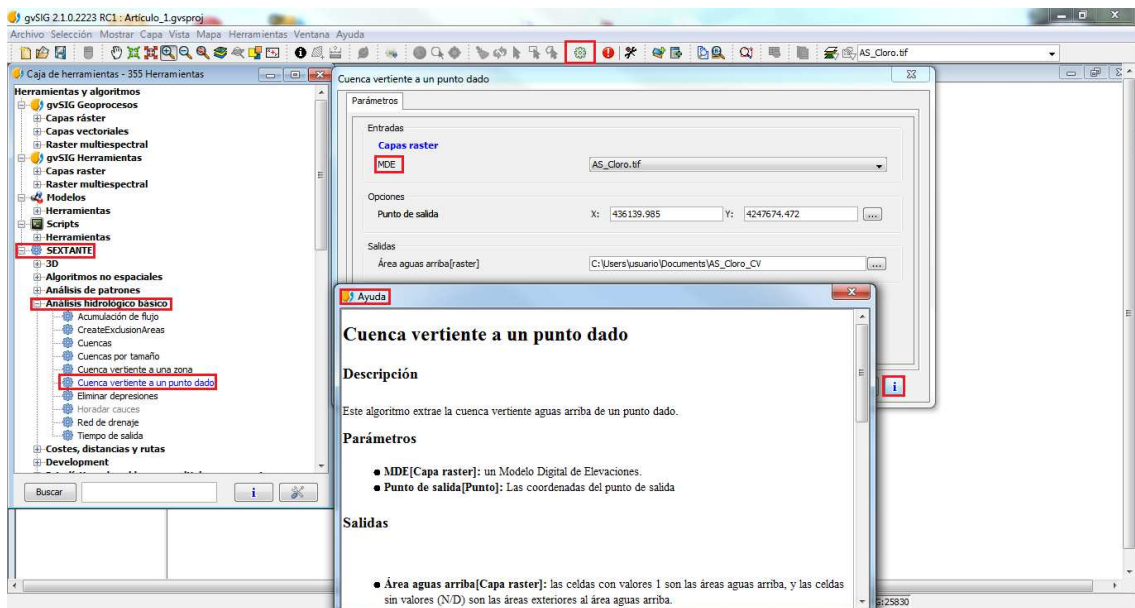 gvSIG 2.1.0.2223 RC1 : Artículo_1.gvsproj
Archivo Selección Mostrar Capa Vista Mapa Herramientas Ventana Ayuda
AS_Cloro.tif
Caja de herramientas - 355 Herramientas
Herramientas y algoritmos
gvSIG Geoprocesos
Capas ráster
Capas vectoriales
Raster multiespectral
gvSIG Herramientas
Capas raster
Raster multiespectral
Modelos
Herramientas
Scripts
Herramientas
SEXTANTE
3D
Algoritmos no espaciales
Análisis de patrones
Análisis hidrológico básico
Acumulación de flujo
CreateExclusionAreas
Cuencas
Cuencas por tamaño
Cuenca vertiente a una zona
Cuenca vertiente a un punto dado
Eliminar depresiones
Horadar cauces
Red de drenaje
Tiempo de salida
Costes, distancias y rutas
Development
Buscar
i
Cuenca vertiente a un punto dado
Parámetros
Entradas
Capas raster
MDE AS_Cloro.tif
Opciones
Punto de salida X: 436139.985 Y: 4247674.472 ...
Salidas
Área aguas arriba[raster] C:\Users\usuario\Documents\AS_Cloro_CV ...
i
Ayuda
Cuenca vertiente a un punto dado
Descripción
Este algoritmo extrae la cuenca vertiente aguas arriba de un punto dado.
Parámetros
MDE[Capa raster]: un Modelo Digital de Elevaciones.
Punto de salida[Punto]: Las coordenadas del punto de salida
Salidas
Área aguas arriba[Capa raster]: las celdas con valores 1 son las áreas aguas arriba, y las celdas
sin valores (N/D) son las áreas exteriores al área aguas arriba.
G:25830